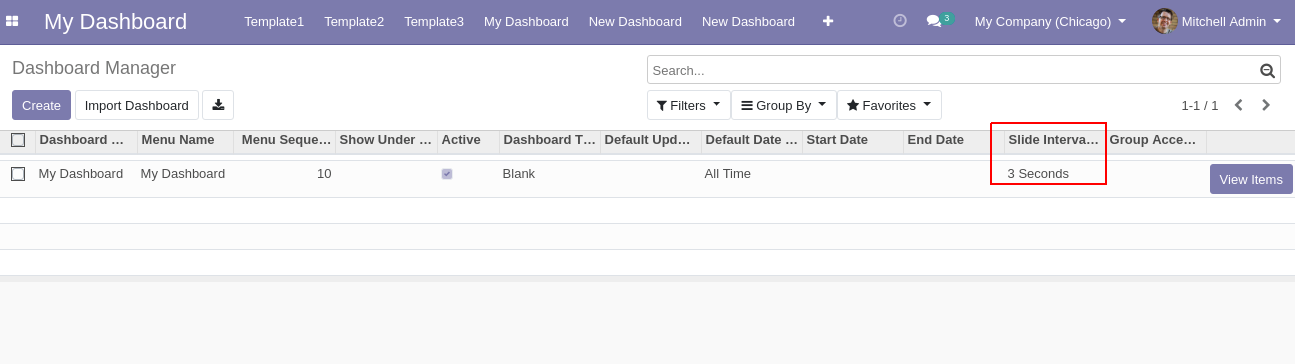 My Dashboard Template1 Template2 Template3 My Dashboard New Dashboard New Dashboard 3 My Company (Chicago) Mitchell Admin
Dashboard Manager Search...
Create Import Dashboard Filters Group By Favorites 1-1 / 1
Dashboard ... Menu Name Menu Seque... Show Under ... Active Dashboard T... Default Upd... Default Date ... Start Date End Date Slide Interva... Group Acce...
My Dashboard My Dashboard 10 Blank All Time 3 Seconds View Items